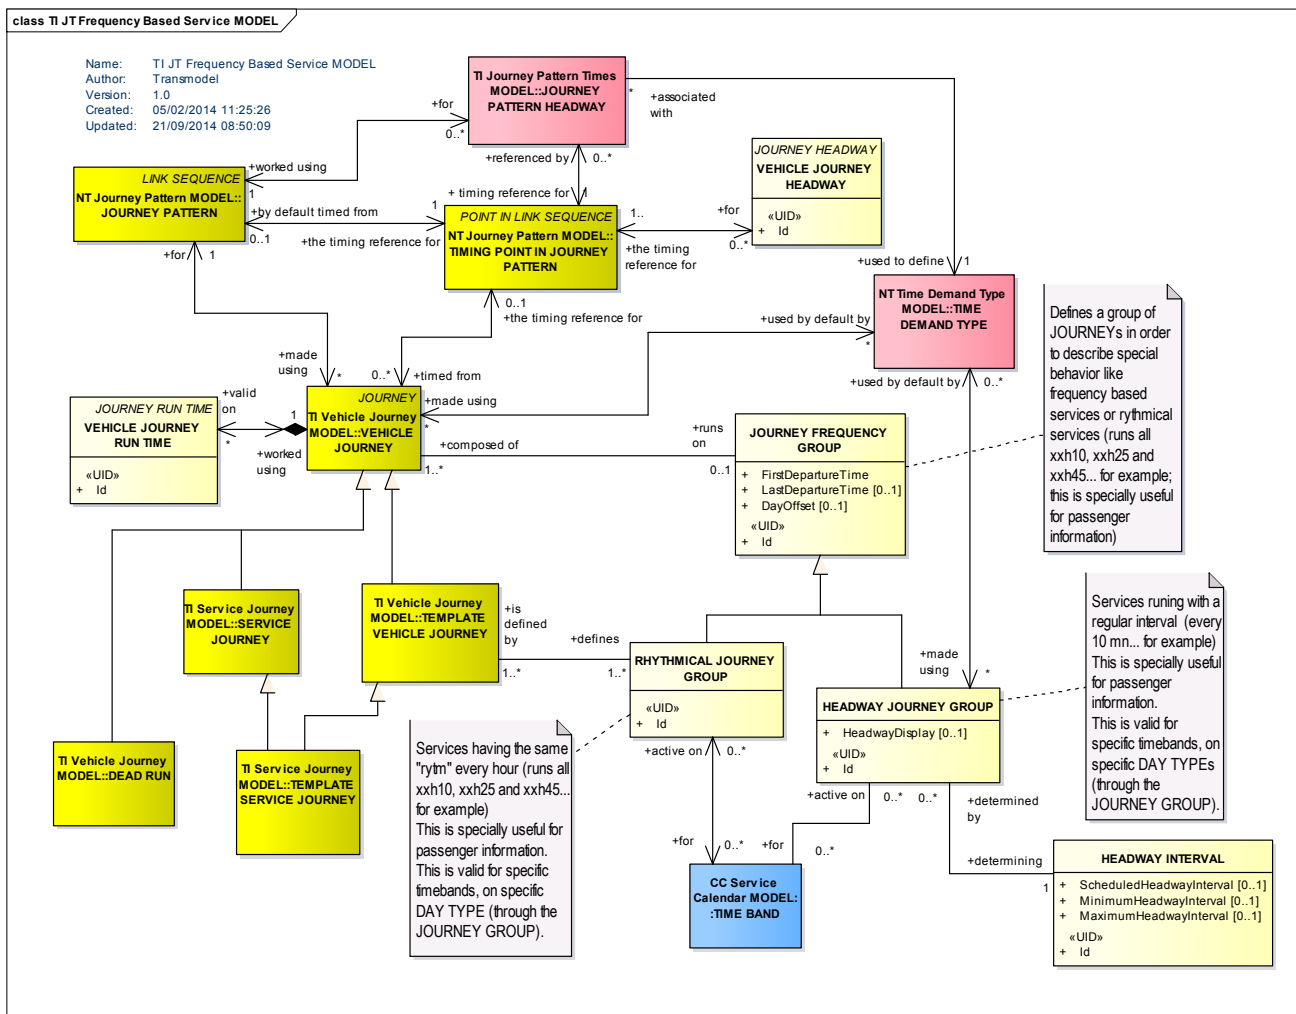 class TI JT Frequency Based Service MODEL
Name: TI JT Frequency Based Service MODEL
Author: Transmodel
Version: 1.0
Created: 05/02/2014 11:25:26
Updated: 21/09/2014 08:50:09
TI Journey Pattern Times
MODEL::JOURNEY
PATTERN HEADWAY
*
+associated
with
+for
0..*
+worked using
1
+referenced by
0..*
JOURNEY HEADWAY
VEHICLE JOURNEY
HEADWAY
«UID»
+ Id
LINK SEQUENCE
NT Journey Pattern MODEL::
JOURNEY PATTERN
+ timing reference for
1
+by default timed from
0..1
1
+the timing reference for
POINT IN LINK SEQUENCE
NT Journey Pattern MODEL::
TIMING POINT IN JOURNEY
PATTERN
1..
+for
0..*
+the timing
reference for
+for
1
+used to define
1
NT Time Demand Type
MODEL::TIME
DEMAND TYPE
0..1
+the timing reference for
+used by default by
*
+used by default by
0..*
Defines a group of
JOURNEYs in order
to describe special
behavior like
frequency based
services or rythmical
services (runs all
xxh10, xxh25 and
xxh45... for example;
this is specially useful
for passenger
information)
+made
using
*
0..*
+timed from
+valid
on
*
1
+worked
using
JOURNEY RUN TIME
VEHICLE JOURNEY
RUN TIME
«UID»
+ Id
JOURNEY
TI Vehicle Journey
MODEL::VEHICLE
JOURNEY
+made using
*
+composed of
1..*
+runs
on
0..1
JOURNEY FREQUENCY
GROUP
+ FirstDepartureTime
+ LastDepartureTime [0..1]
+ DayOffset [0..1]
«UID»
+ Id
TI Service Journey
MODEL::SERVICE
JOURNEY
TI Vehicle Journey
MODEL::TEMPLATE
VEHICLE JOURNEY
+is
defined
by
1..*
+defines
1..*
RHYTHMICAL JOURNEY
GROUP
«UID»
+ Id
+made
using
*
HEADWAY JOURNEY GROUP
+ HeadwayDisplay [0..1]
«UID»
+ Id
Services runing with a
regular interval (every
10 mn... for example)
This is specially useful
for passenger
information.
This is valid for
specific timebands, on
specific DAY TYPEs
(through the
JOURNEY GROUP).
TI Vehicle Journey
MODEL::DEAD RUN
TI Service Journey
MODEL::TEMPLATE
SERVICE JOURNEY
Services having the same
"rytm" every hour (runs all
xxh10, xxh25 and xxh45...
for example)
This is specially useful for
passenger information.
This is valid for specific
timebands, on specific
DAY TYPE (through the
JOURNEY GROUP).
+active on
0..*
+for
0..*
+active on
0..*
+for
0..*
0..*
+determined
by
+determining
1
CC Service
Calendar MODEL:
:TIME BAND
HEADWAY INTERVAL
+ ScheduledHeadwayInterval [0..1]
+ MinimumHeadwayInterval [0..1]
+ MaximumHeadwayInterval [0..1]
«UID»
+ Id